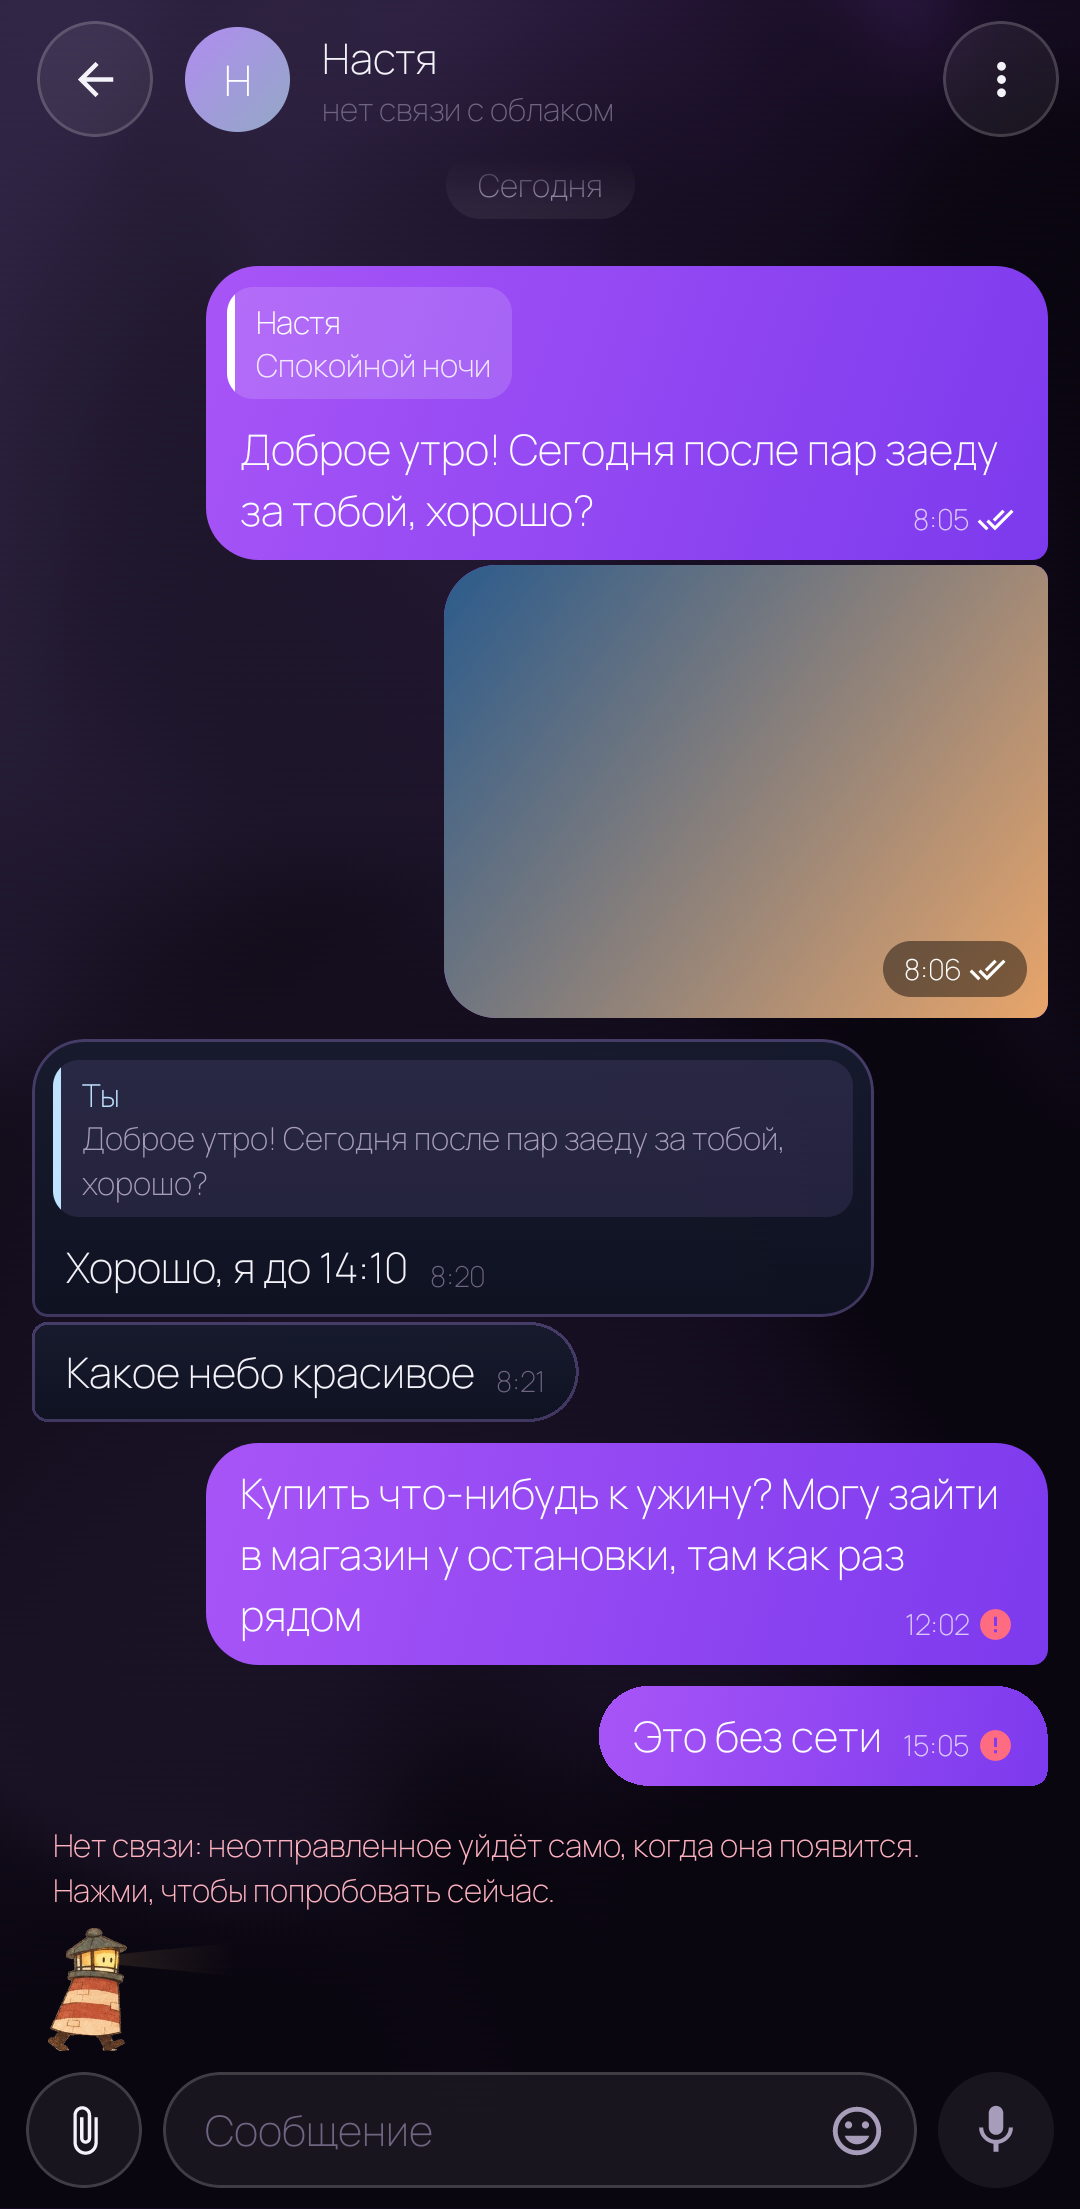 Н
Настя
нет связи с облаком
Сегодня
Настя
Спокойной ночи
Доброе утро! Сегодня после пар заеду
за тобой, хорошо?
8:05
8:06
Ты
Доброе утро! Сегодня после пар заеду за тобой,
хорошо?
Хорошо, я до 14:10 8:20
Какое небо красивое 8:21
Купить что-нибудь к ужину? Могу зайти
в магазин у остановки, там как раз
рядом
12:02
Это без сети 15:05
Нет связи: неотправленное уйдёт само, когда она появится.
Нажми, чтобы попробовать сейчас.
Сообщение